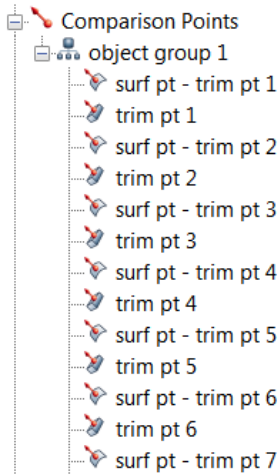 Comparison Points
object group 1
surf pt - trim pt 1
trim pt 1
surf pt - trim pt 2
trim pt 2
surf pt - trim pt 3
trim pt 3
surf pt - trim pt 4
trim pt 4
surf pt - trim pt 5
trim pt 5
surf pt - trim pt 6
trim pt 6
surf pt - trim pt 7